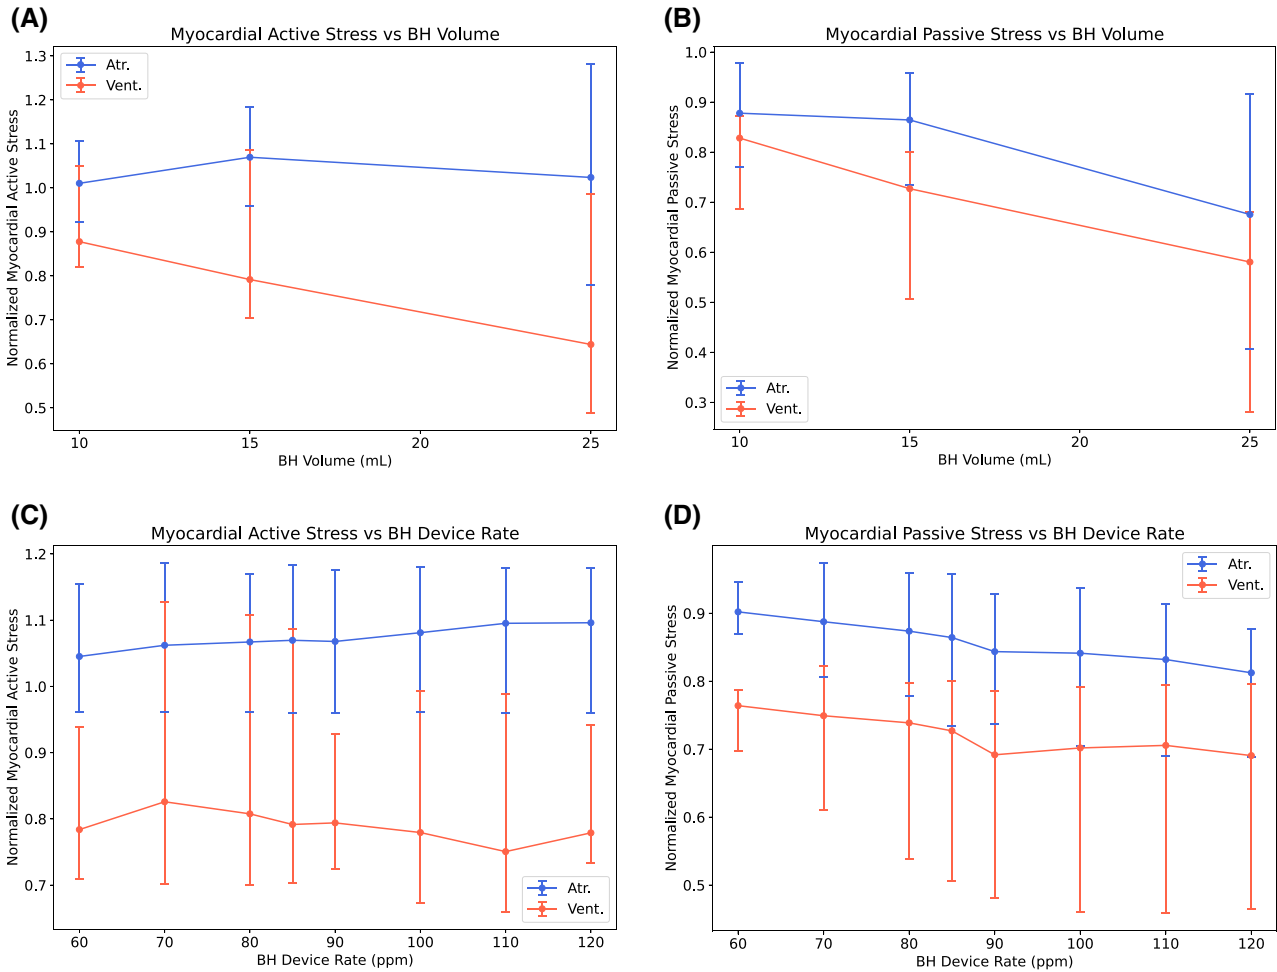 (A)
Myocardial Active Stress vs BH Volume
Normalized Myocardial Active Stress
1.3
1.2
1.1
1.0
0.9
0.8
0.7
0.6
0.5
Atr.
Vent.
10
15
20
25
BH Volume (mL)
(B)
Myocardial Passive Stress vs BH Volume
Normalized Myocardial Passive Stress
1.0
0.9
0.8
0.7
0.6
0.5
0.4
0.3
Atr.
Vent.
10
15
20
25
BH Volume (mL)
(C)
Myocardial Active Stress vs BH Device Rate
Normalized Myocardial Active Stress
1.2
1.1
1.0
0.9
0.8
0.7
Atr.
Vent.
60
70
80
90
100
110
120
BH Device Rate (ppm)
(D)
Myocardial Passive Stress vs BH Device Rate
Normalized Myocardial Passive Stress
Atr.
Vent.
0.9
0.8
0.7
0.6
0.5
60
70
80
90
100
110
120
BH Device Rate (ppm)